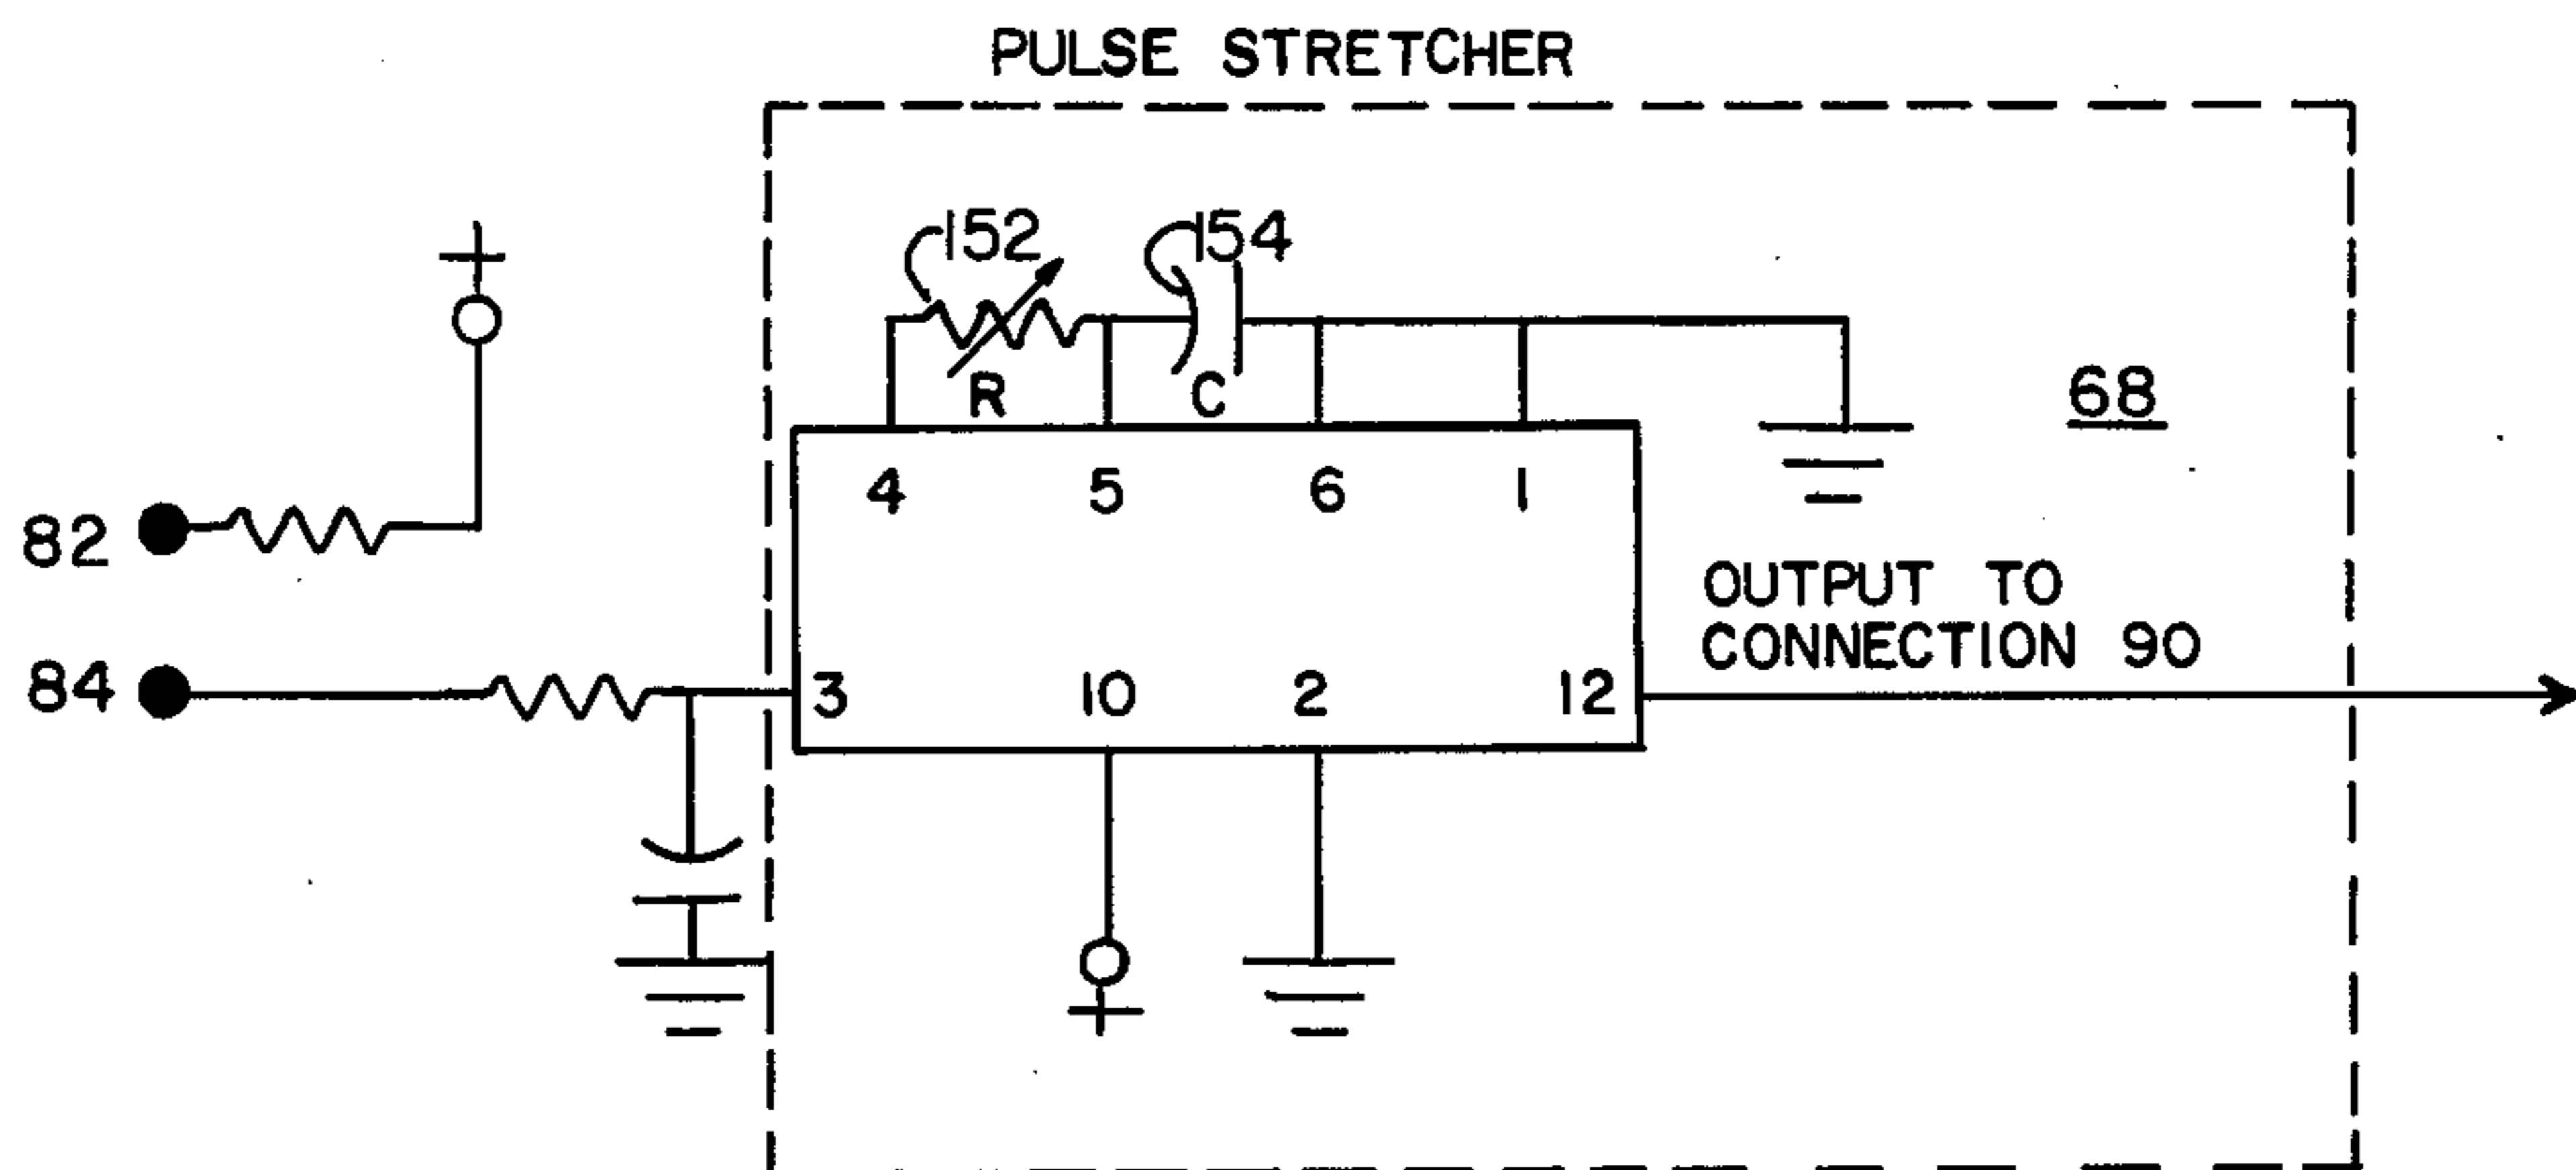 PULSE STRETCHER
152
154
R
C
68
82
4
5
6
1
OUTPUT TO
CONNECTION 90
84
3
10
2
12